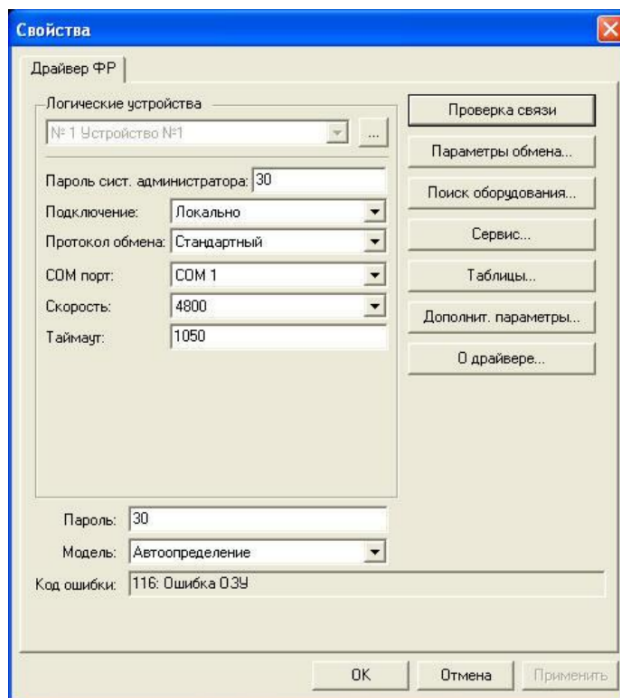 Свойства
Драйвер ФР
Логические устройства
№ 1 Устройство №1
...
Пароль сист. администратора: 30
Подключение: Локально
Протокол обмена: Стандартный
COM порт: COM 1
Скорость: 4800
Таймаут: 1050
Проверка связи
Параметры обмена...
Поиск оборудования...
Сервис...
Таблицы...
Дополнит. параметры...
О драйвере...
Пароль: 30
Модель: Автоопределение
Код ошибки: 116: Ошибка ОЗУ
OK Отмена Применить